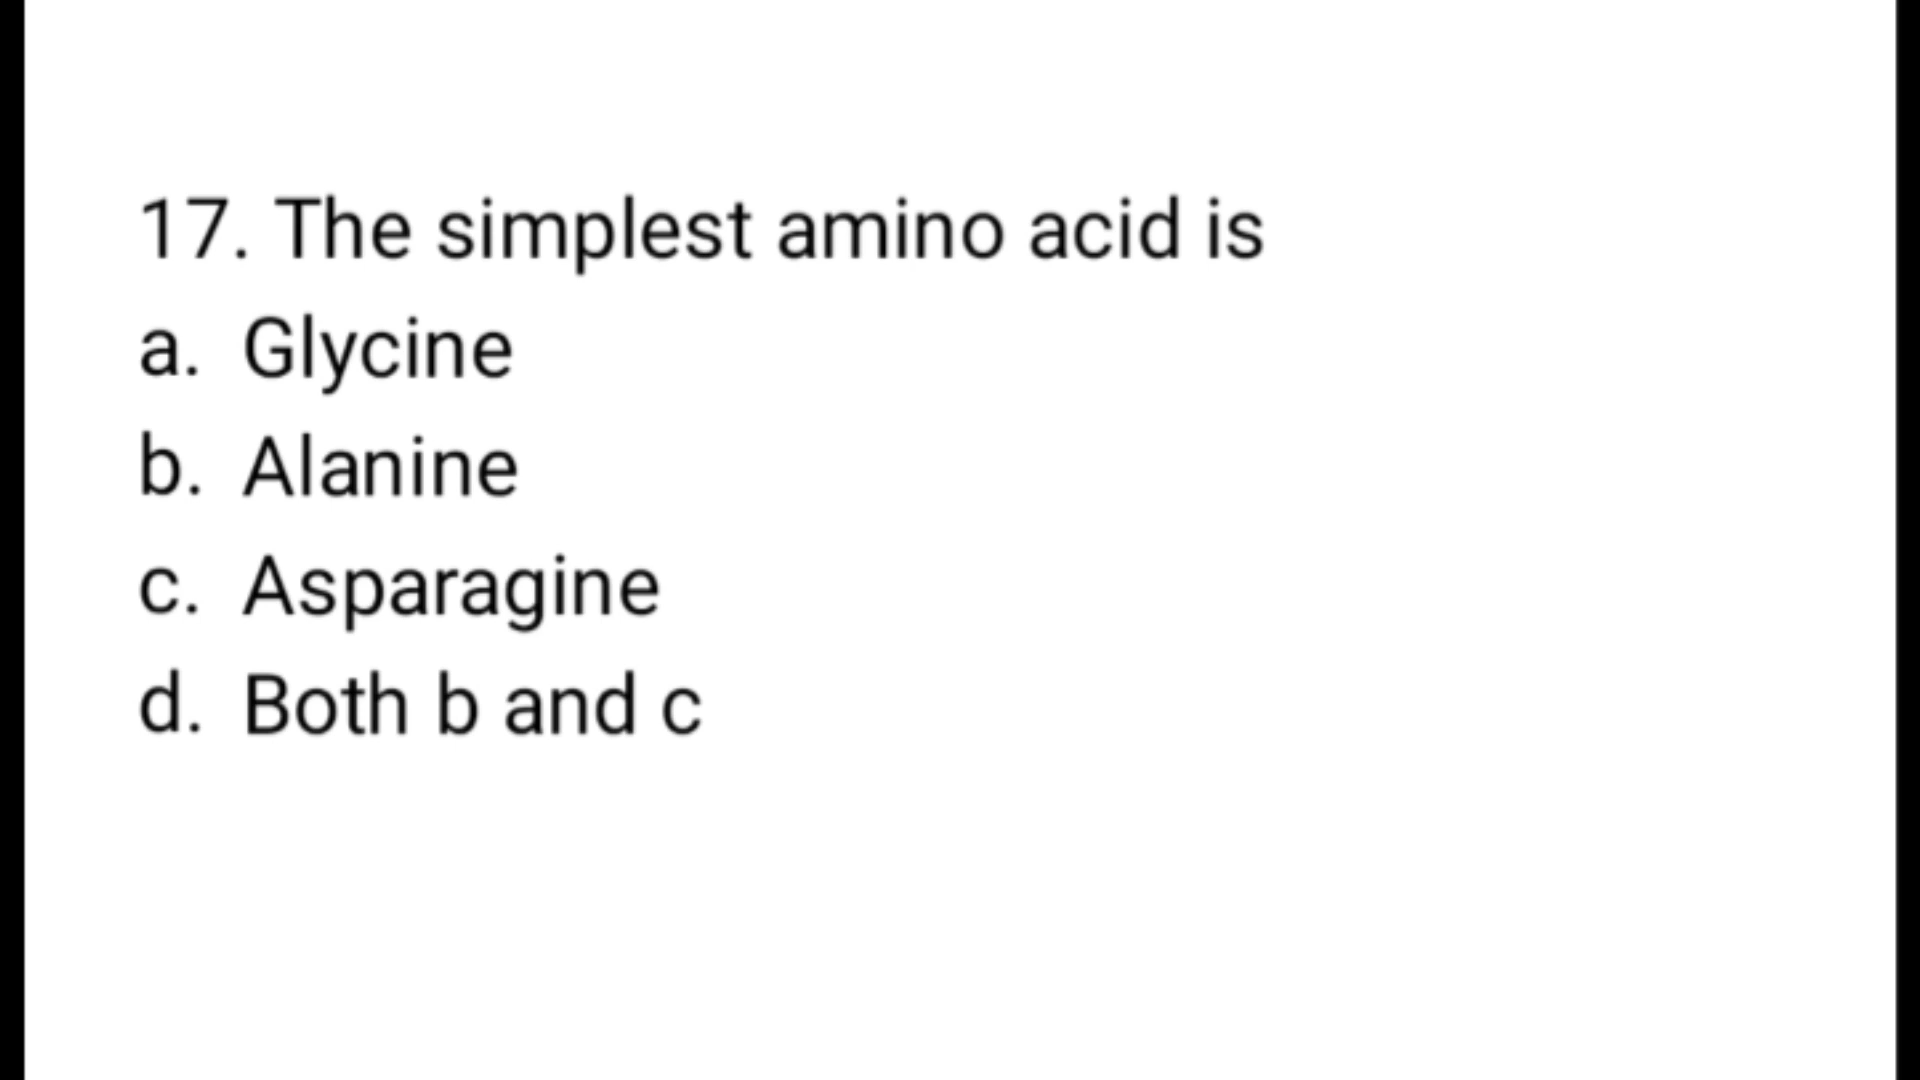 17. The simplest amino acid is
a. Glycine
b. Alanine
c. Asparagine
d. Both b and c